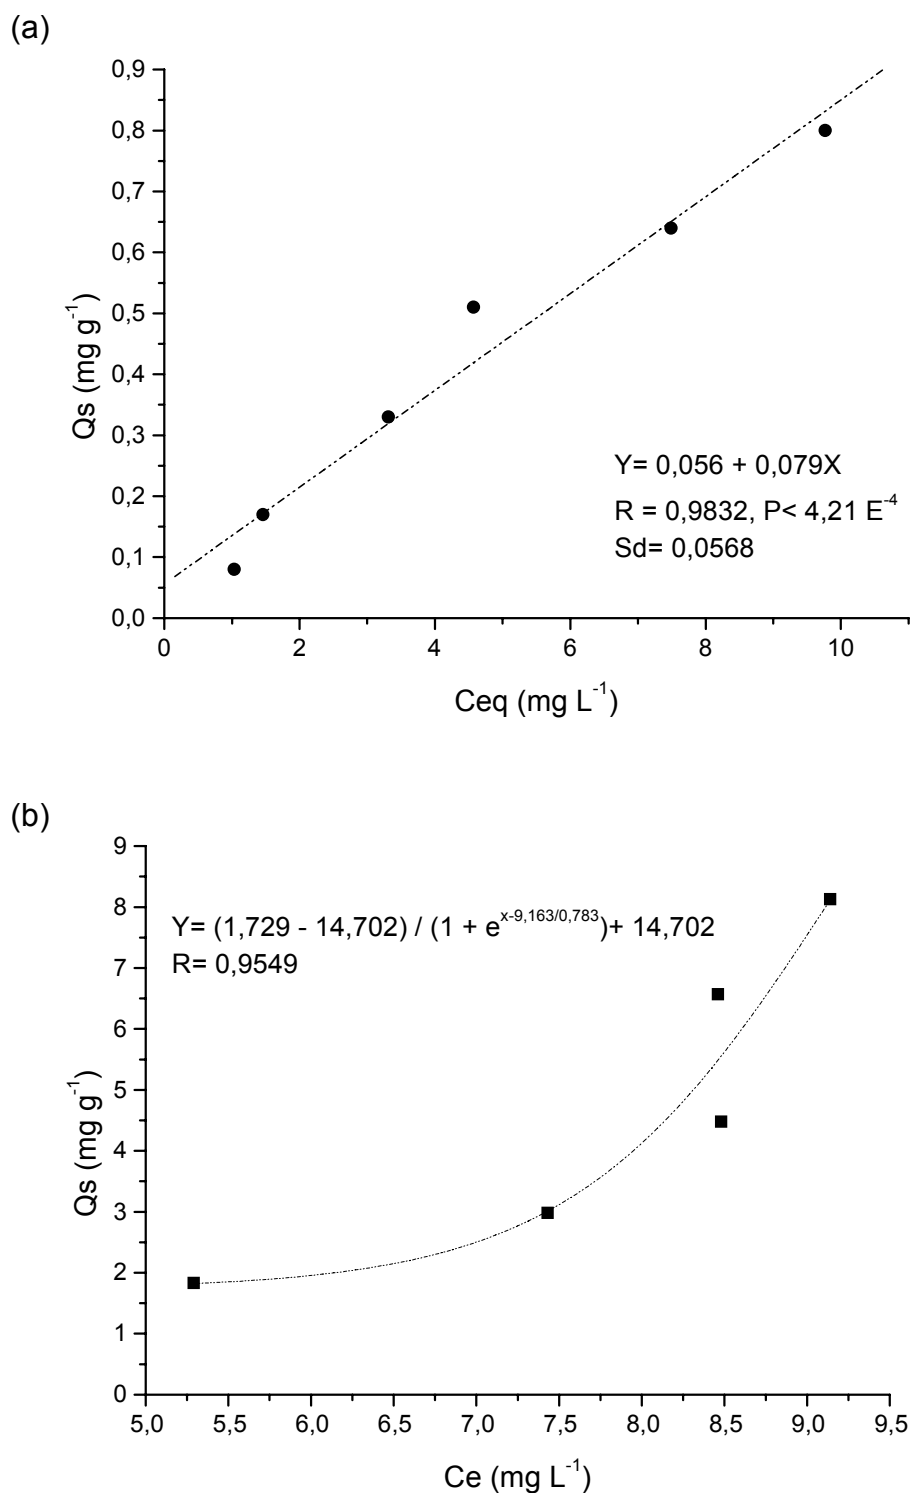 (a)
0,9
0,8
0,7
0,6
0,5
0,4
0,3
0,2
0,1
0,0
Qs (mg g⁻¹)
Y= 0,056 + 0,079X
R = 0,9832, P< 4,21 E⁻⁴
Sd= 0,0568
0 2 4 6 8 10
Ceq (mg L⁻¹)
(b)
9
8
7
6
5
4
3
2
1
0
Qs (mg g⁻¹)
Y= (1,729 - 14,702) / (1 + e^x-9,163/0,783)+ 14,702
R= 0,9549
5,0 5,5 6,0 6,5 7,0 7,5 8,0 8,5 9,0 9,5
Ce (mg L⁻¹)